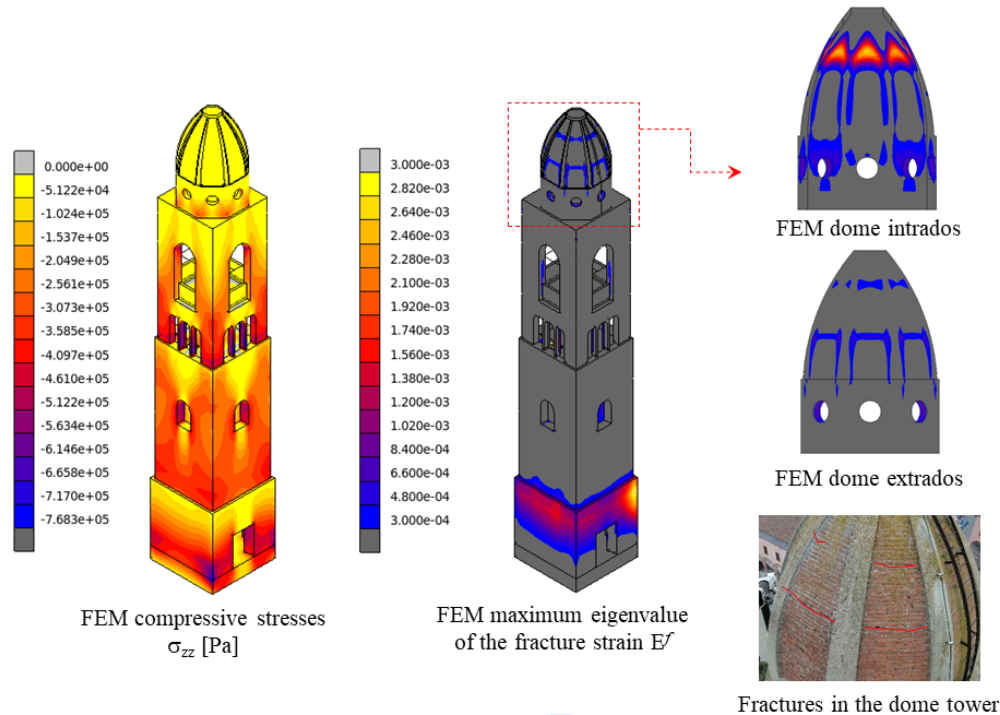 0.000e+00
-5.122e+04
-1.024e+05
-1.537e+05
-2.049e+05
-2.561e+05
-3.073e+05
-3.585e+05
-4.097e+05
-4.610e+05
-5.122e+05
-5.634e+05
-6.146e+05
-6.658e+05
-7.170e+05
-7.683e+05
FEM compressive stresses
σzz [Pa]
3.000e-03
2.820e-03
2.640e-03
2.460e-03
2.280e-03
2.100e-03
1.920e-03
1.740e-03
1.560e-03
1.380e-03
1.200e-03
1.020e-03
8.400e-04
6.600e-04
4.800e-04
3.000e-04
FEM maximum eigenvalue
of the fracture strain Eᶠ
FEM dome intrados
FEM dome extrados
Fractures in the dome tower